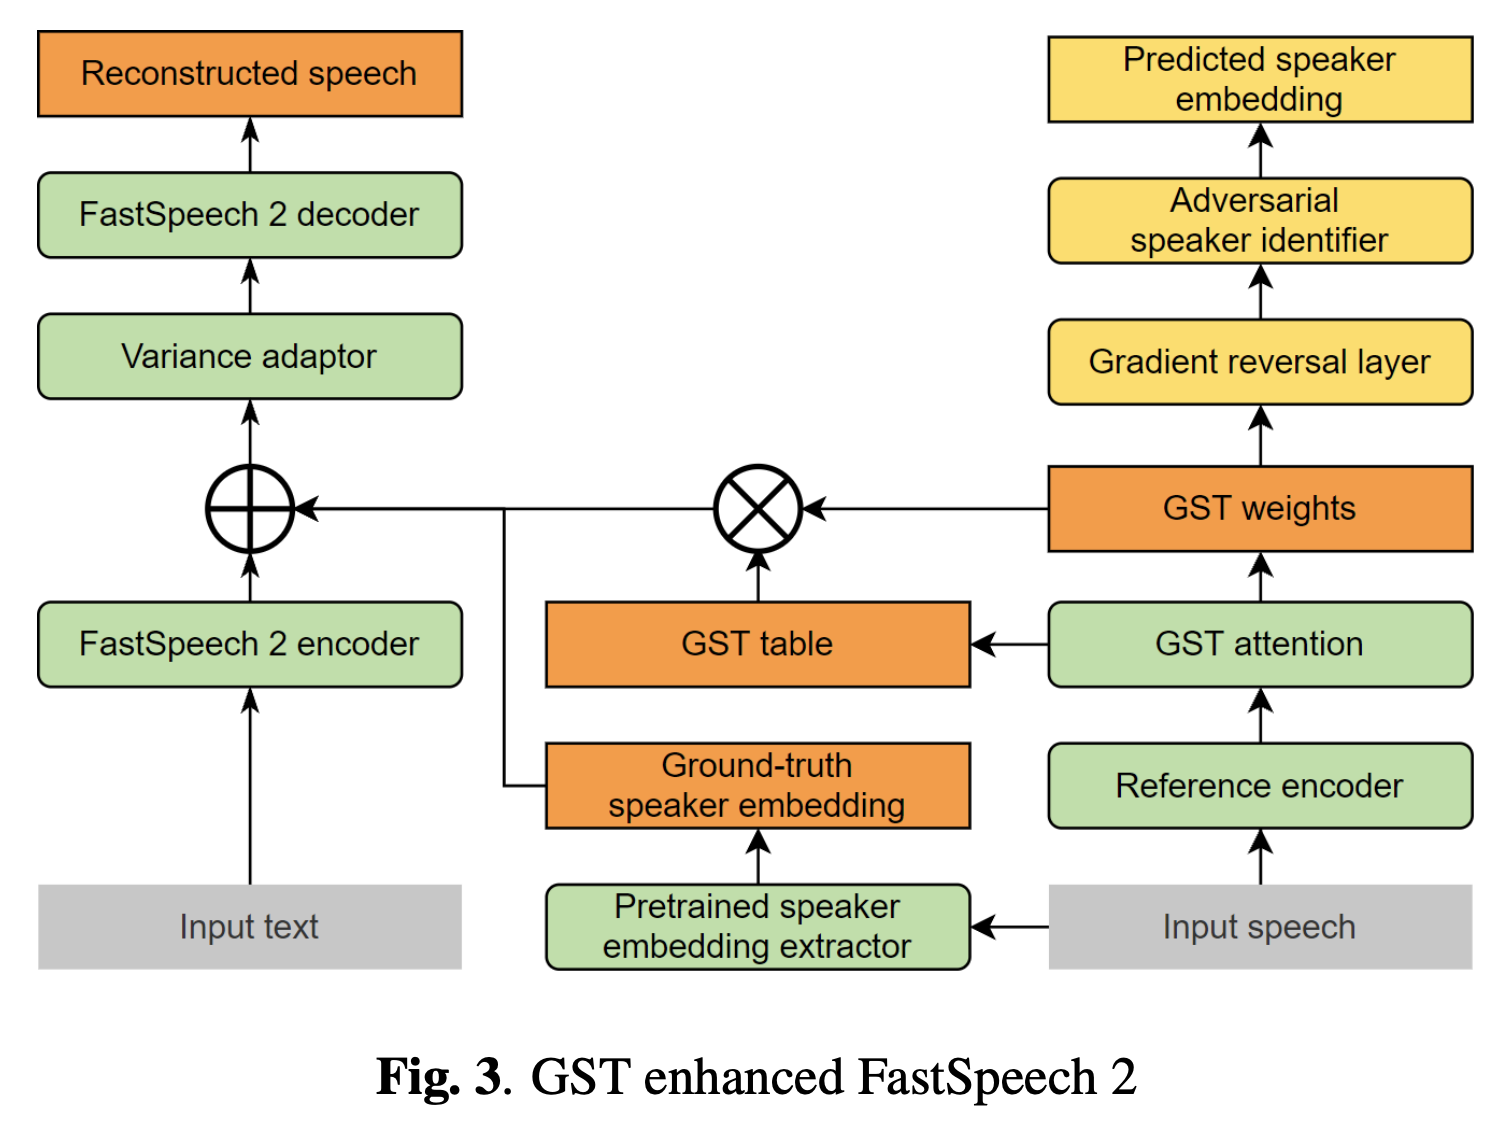 Reconstructed speech
FastSpeech 2 decoder
Variance adaptor
FastSpeech 2 encoder
Input text
GST table
Ground-truth
speaker embedding
Pretrained speaker
embedding extractor
Predicted speaker
embedding
Adversarial
speaker identifier
Gradient reversal layer
GST weights
GST attention
Reference encoder
Input speech
Fig. 3. GST enhanced FastSpeech 2